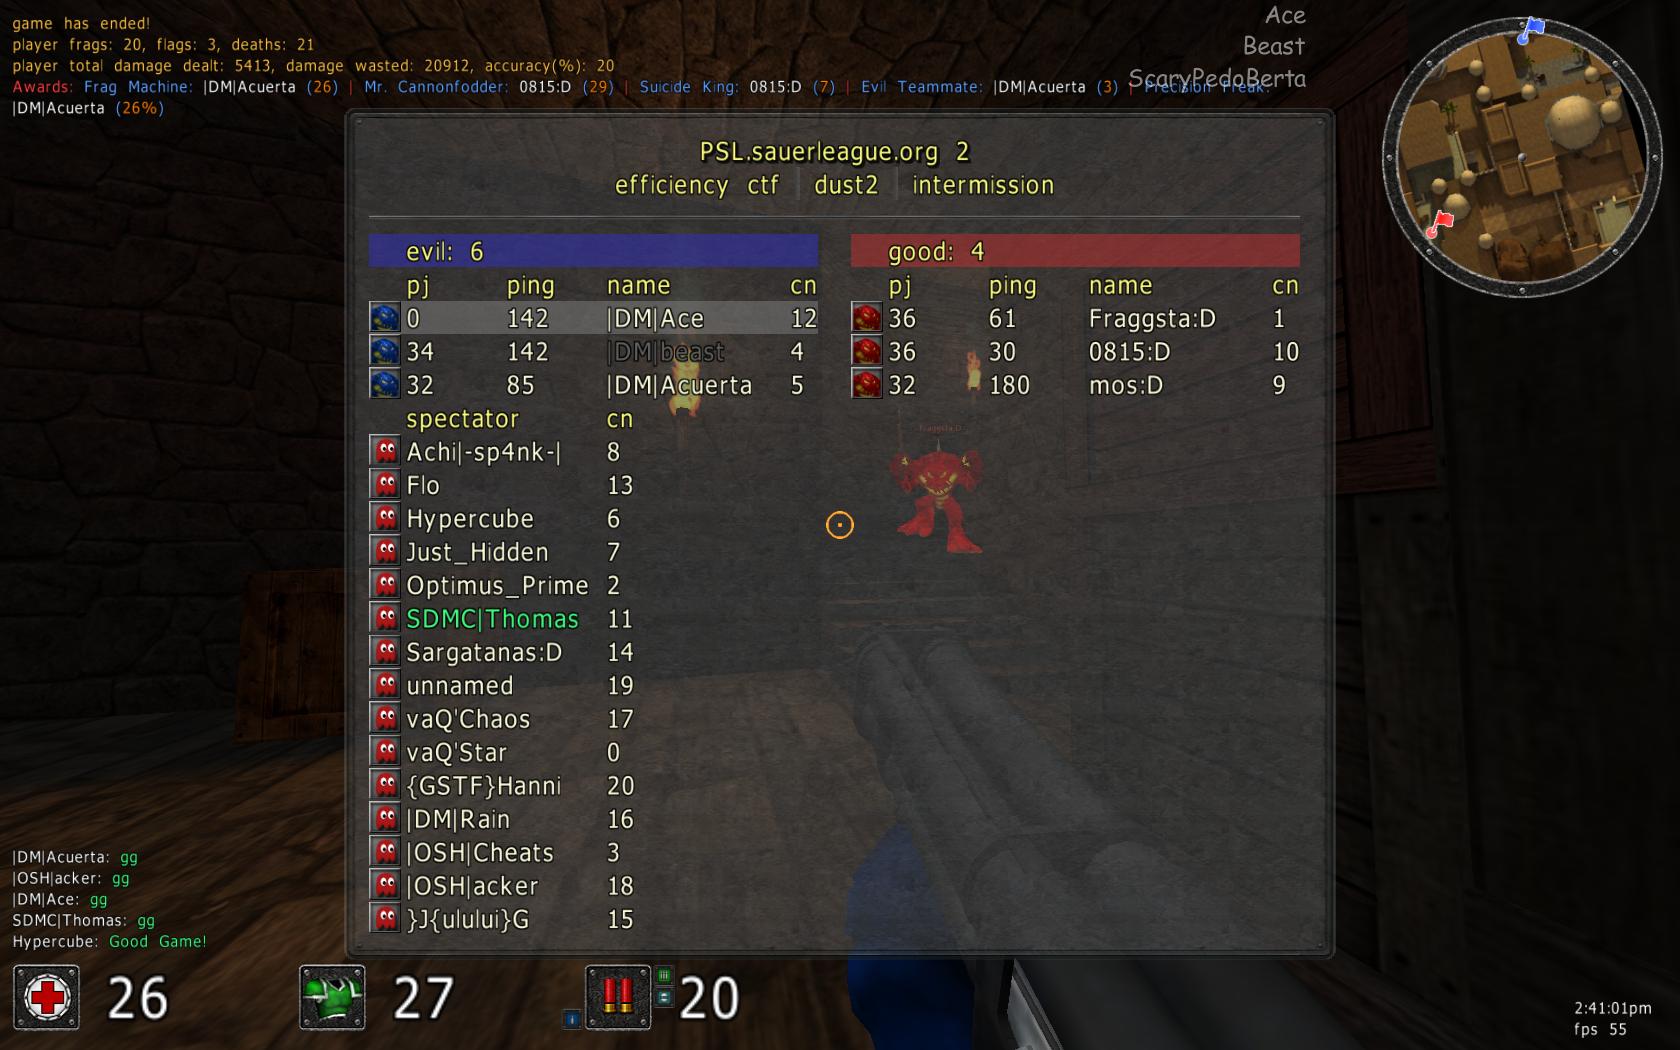 game has ended!
player frags: 20, flags: 3, deaths: 21
player total damage dealt: 5413, damage wasted: 20912, accuracy(%): 20
Awards: Frag Machine: |DM|Acuerta (26) | Mr. Cannonfodder: 0815:D (29) | Suicide King: 0815:D (7) | Evil Teammate: |DM|Acuerta (3) | Precision Freak:
|DM|Acuerta (26%)
Ace
Beast
ScaryPedoBerta
PSL.sauerleague.org 2
efficiency ctf | dust2 | intermission
evil: 6
pj ping name cn
0 142 |DM|Ace 12
34 142 |DM|beast 4
32 85 |DM|Acuerta 5
good: 4
pj ping name cn
36 61 Fraggsta:D 1
36 30 0815:D 10
32 180 mos:D 9
spectator cn
Achi|-sp4nk-| 8
Flo 13
Hypercube 6
Just_Hidden 7
Optimus_Prime 2
SDMC|Thomas 11
Sargatanas:D 14
unnamed 19
vaQ'Chaos 17
vaQ'Star 0
{GSTF}Hanni 20
|DM|Rain 16
|OSH|Cheats 3
|OSH|acker 18
}J{ululuí}G 15
Fraggsta:D
|DM|Acuerta: gg
|OSH|acker: gg
|DM|Ace: gg
SDMC|Thomas: gg
Hypercube: Good Game!
26
27
20
2:41:01pm
fps 55